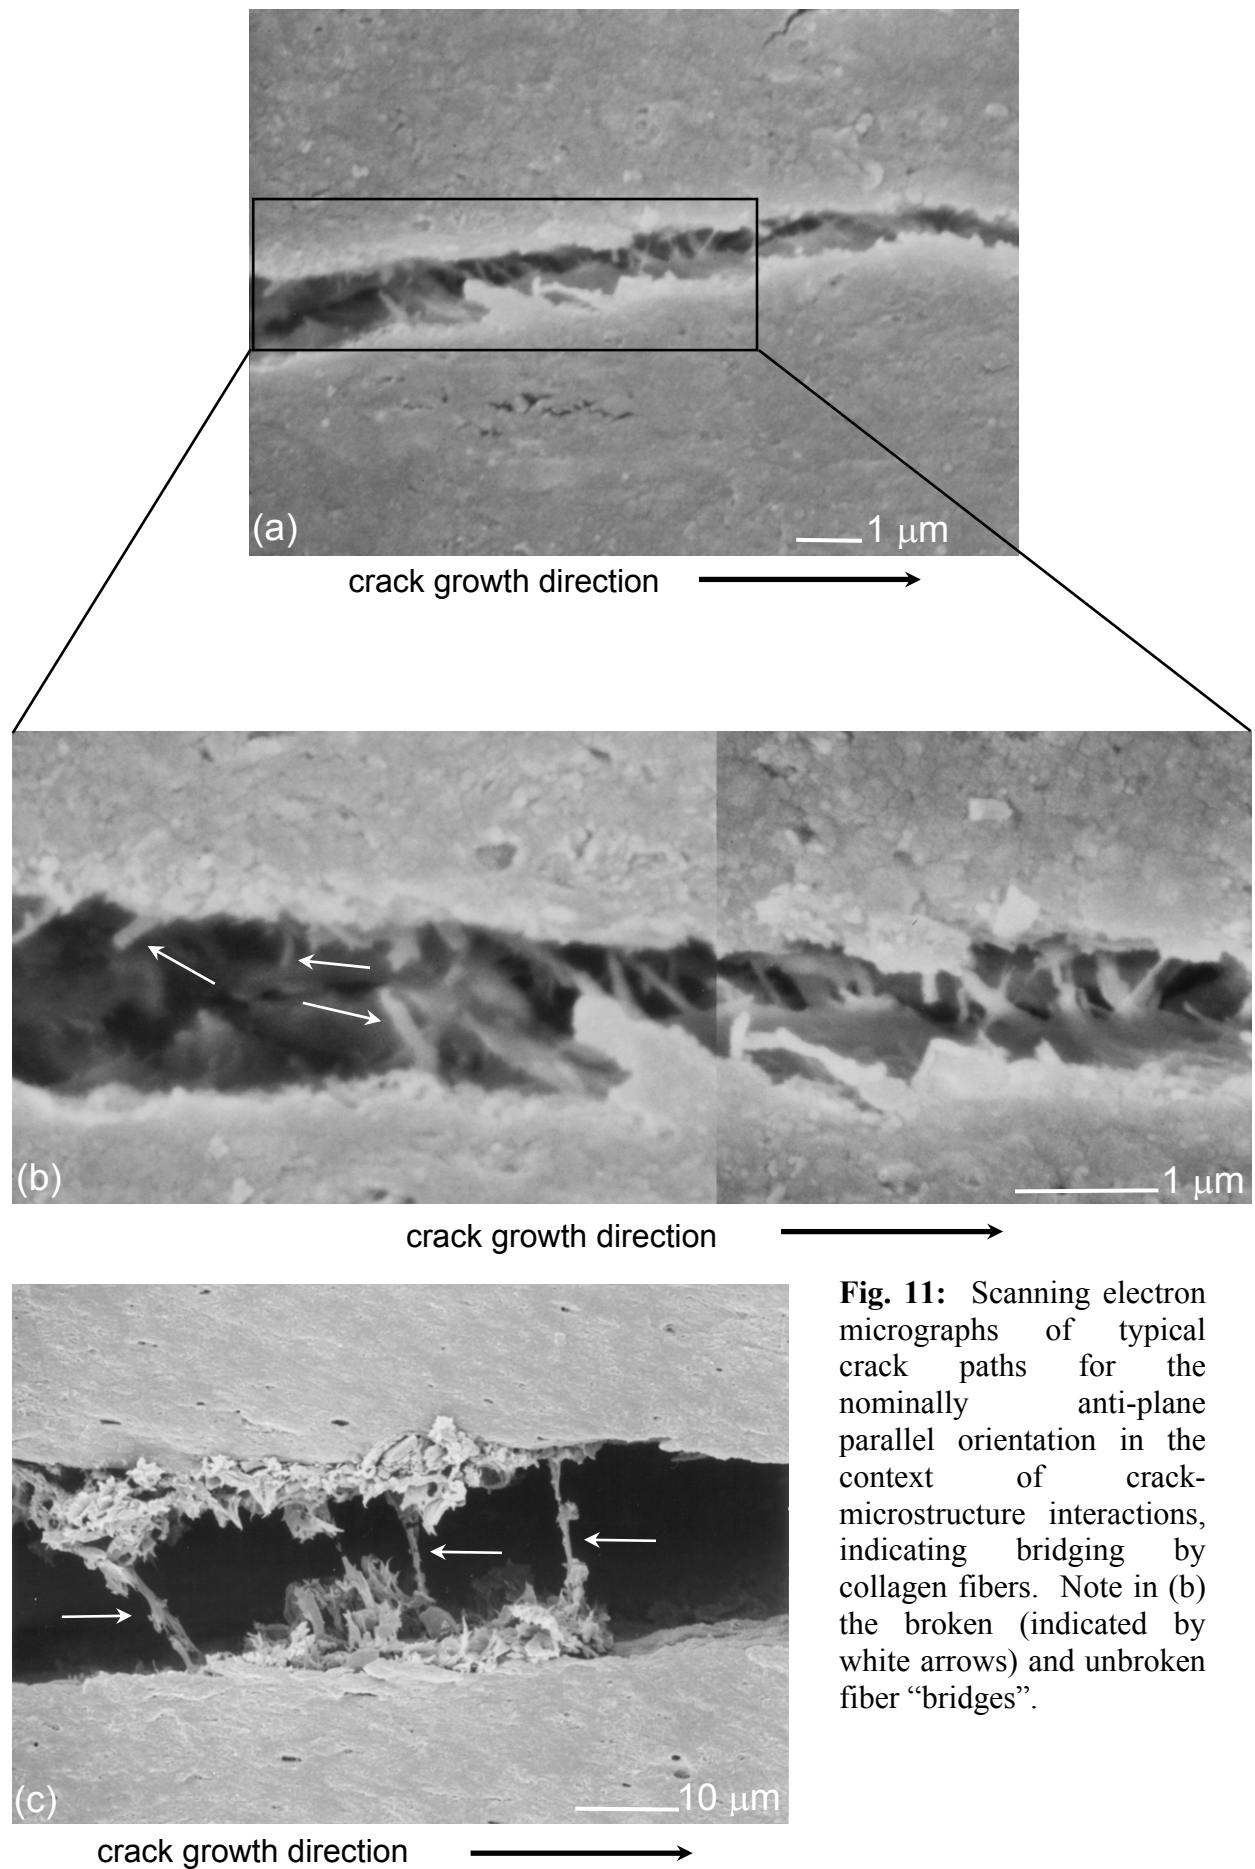 (a)
1 μm
crack growth direction
(b)
1 μm
crack growth direction
(c)
10 μm
crack growth direction
Fig. 11: Scanning electron
micrographs of typical
crack paths for the
nominally anti-plane
parallel orientation in the
context of crack-
microstructure interactions,
indicating bridging by
collagen fibers. Note in (b)
the broken (indicated by
white arrows) and unbroken
fiber “bridges”.